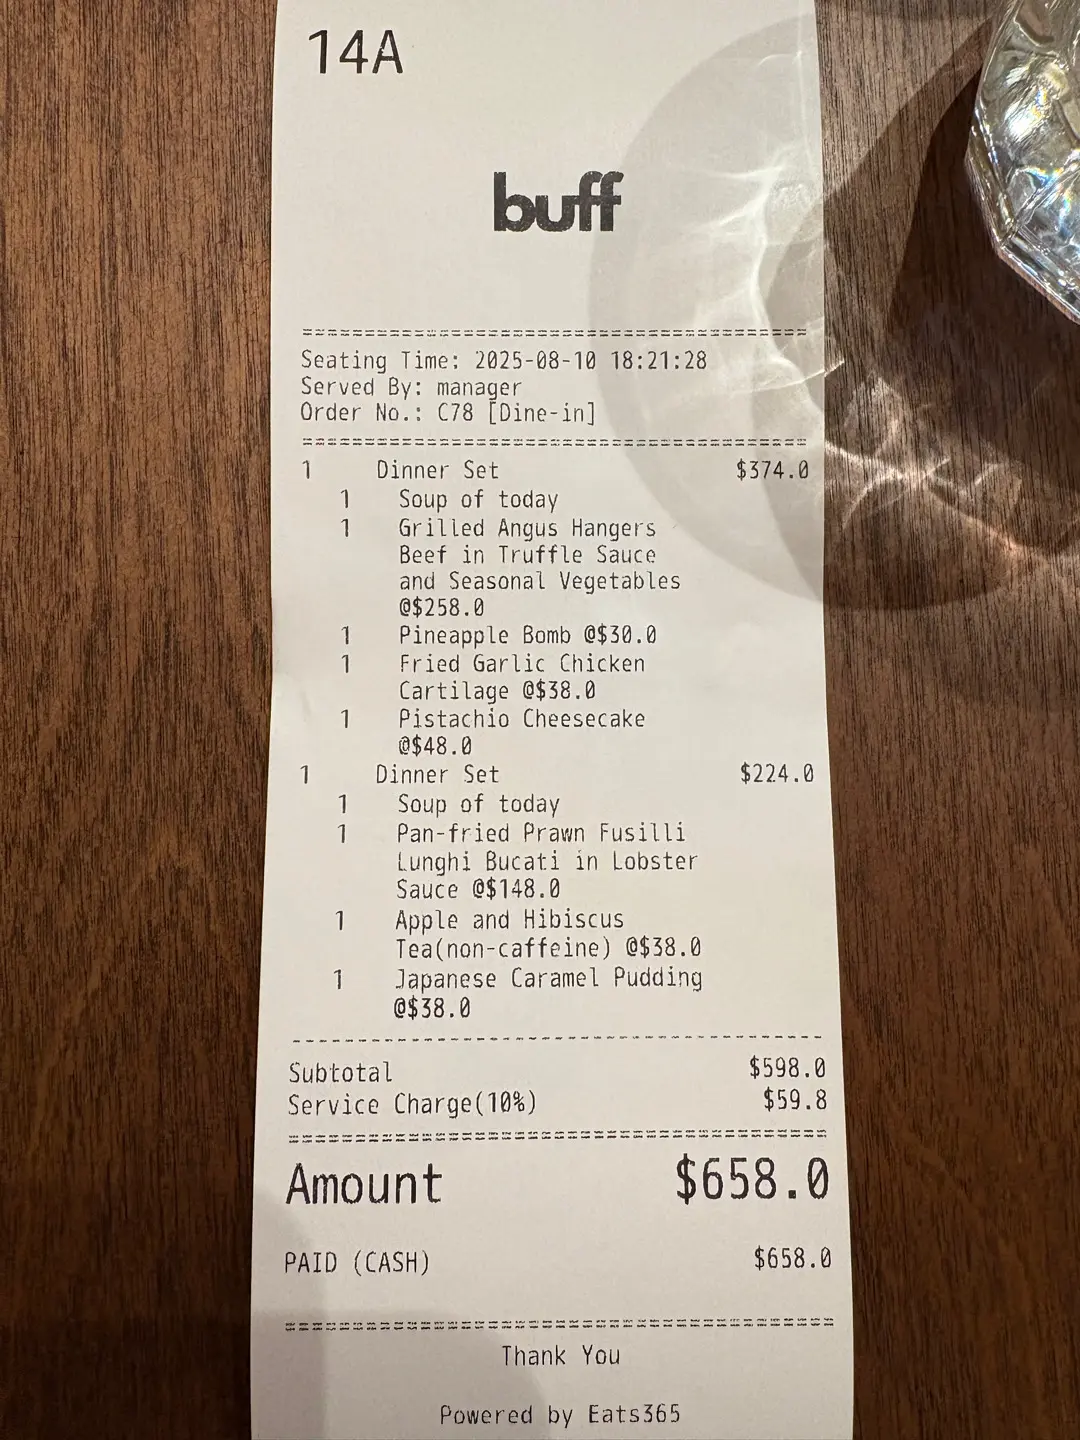 14A
buff
Seating Time: 2025-08-10 18:21:28
Served By: manager
Order No.: C78 [Dine-in]
1 Dinner Set $374.0
1 Soup of today
1 Grilled Angus Hangers
Beef in Truffle Sauce
and Seasonal Vegetables
@$258.0
1 Pineapple Bomb @$30.0
1 Fried Garlic Chicken
Cartilage @$38.0
1 Pistachio Cheesecake
@$48.0
1 Dinner Set $224.0
1 Soup of today
1 Pan-fried Prawn Fusilli
Lunghi Bucati in Lobster
Sauce @$148.0
1 Apple and Hibiscus
Tea(non-caffeine) @$38.0
1 Japanese Caramel Pudding
@$38.0
Subtotal $598.0
Service Charge(10%) $59.8
Amount $658.0
PAID (CASH) $658.0
Thank You
Powered by Eats365